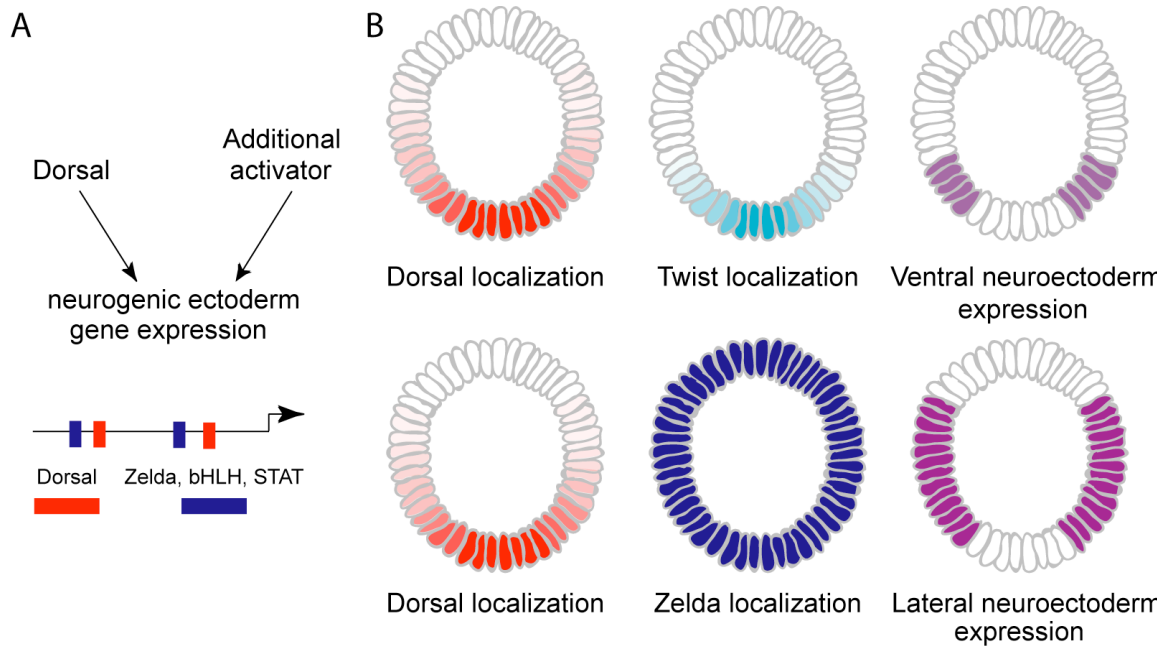 A
Dorsal
Additional
activator
neurogenic ectoderm
gene expression
Dorsal
Zelda, bHLH, STAT
B
Dorsal localization
Twist localization
Ventral neuroectoderm
expression
Dorsal localization
Zelda localization
Lateral neuroectoderm
expression